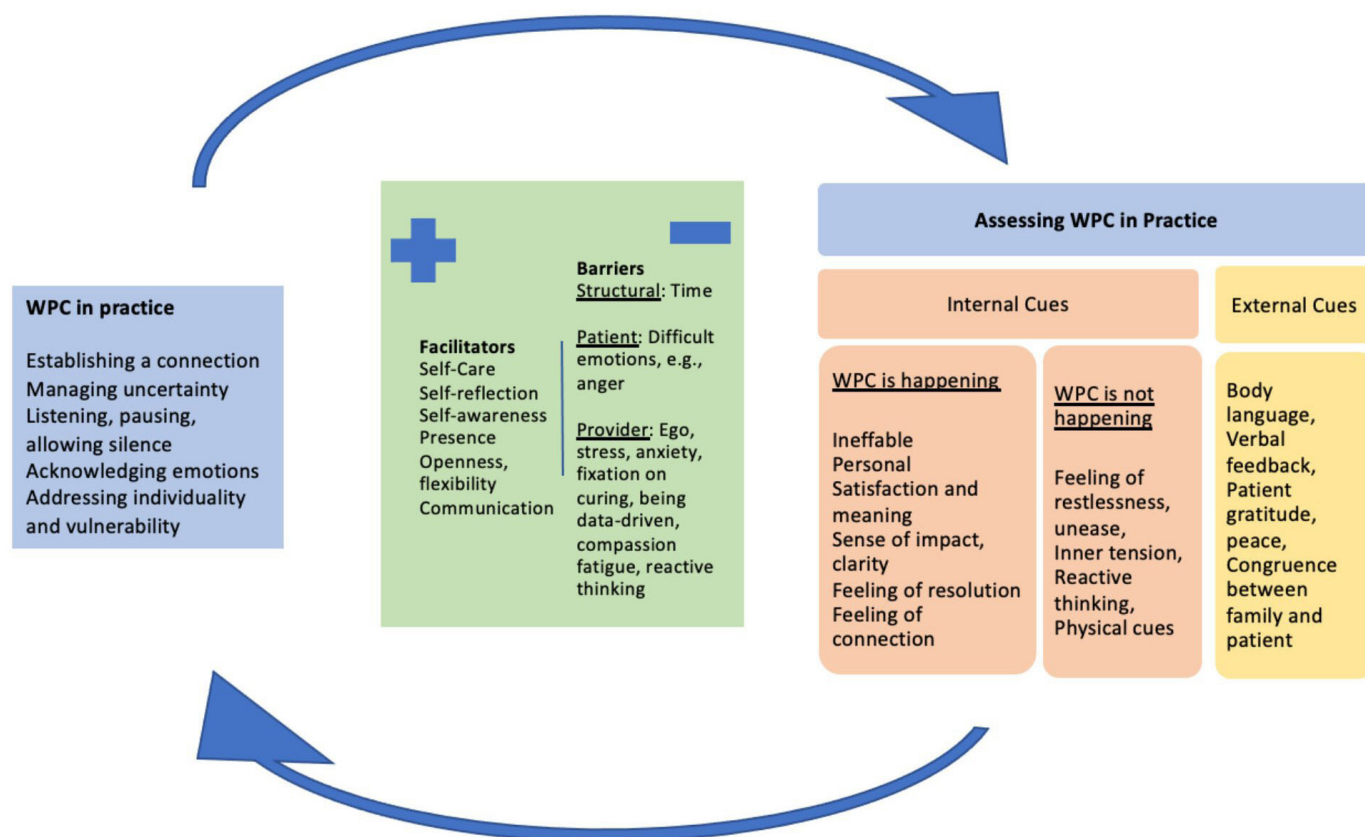 WPC in practice
Establishing a connection
Managing uncertainty
Listening, pausing,
allowing silence
Acknowledging emotions
Addressing individuality
and vulnerability
Facilitators
Self-Care
Self-reflection
Self-awareness
Presence
Openness,
flexibility
Communication
Barriers
Structural: Time
Patient: Difficult
emotions, e.g.,
anger
Provider: Ego,
stress, anxiety,
fixation on
curing, being
data-driven,
compassion
fatigue, reactive
thinking
Assessing WPC in Practice
Internal Cues
WPC is happening
Ineffable
Personal
Satisfaction and
meaning
Sense of impact,
clarity
Feeling of resolution
Feeling of
connection
WPC is not
happening
Feeling of
restlessness,
unease,
Inner tension,
Reactive
thinking,
Physical cues
External Cues
Body
language,
Verbal
feedback,
Patient
gratitude,
peace,
Congruence
between
family and
patient